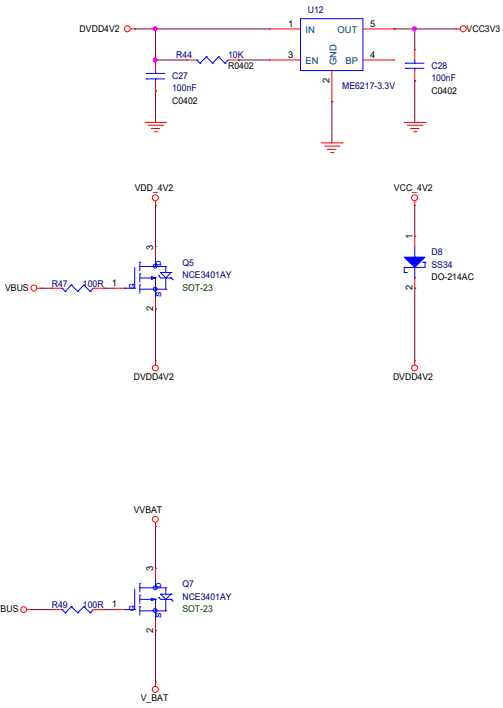 U12
DVDD4V2
1
IN
OUT
5
VCC3V3
R44
10K
R0402
3
EN
GND
BP
4
2
C27
100nF
C0402
ME6217-3.3V
C28
100nF
C0402
VDD_4V2
3
D
Q5
NCE3401AY
SOT-23
VBUS
R47
100R
1
G
S
2
DVDD4V2
VCC_4V2
1
D8
SS34
DO-214AC
2
DVDD4V2
VVBAT
3
D
Q7
NCE3401AY
SOT-23
BUS
R49
100R
1
G
S
2
V_BAT